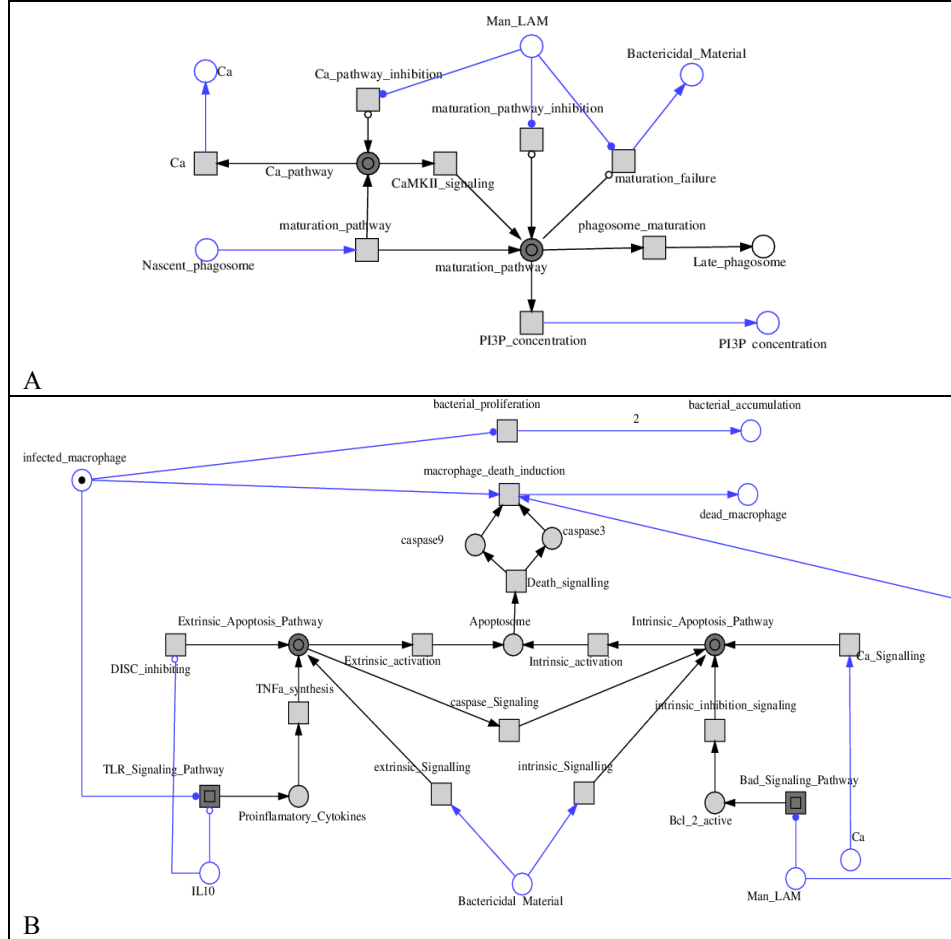 Man_LAM
Ca
Ca_pathway_inhibition
Bactericidal_Material
maturation_pathway_inhibition
Ca
Ca_pathway
CaMKII_signaling
maturation_failure
maturation_pathway
phagosome_maturation
Nascent_phagosome
maturation_pathway
Late_phagosome
PI3P_concentration
PI3P_concentration
A
bacterial_proliferation
bacterial_accumulation
2
infected_macrophage
macrophage_death_induction
dead_macrophage
caspase9
caspase3
Death_signalling
Extrinsic_Apoptosis_Pathway
Apoptosome
Intrinsic_Apoptosis_Pathway
DISC_inhibiting
Extrinsic_activation
Intrinsic_activation
Ca_Signalling
TNFa_synthesis
caspase_Signaling
intrinsic_inhibition_signaling
TLR_Signaling_Pathway
extrinsic_Signalling
intrinsic_Signalling
Bad_Signaling_Pathway
Proinflamatory_Cytokines
Bcl_2_active
Ca
IL10
Bactericidal_Material
Man_LAM
B